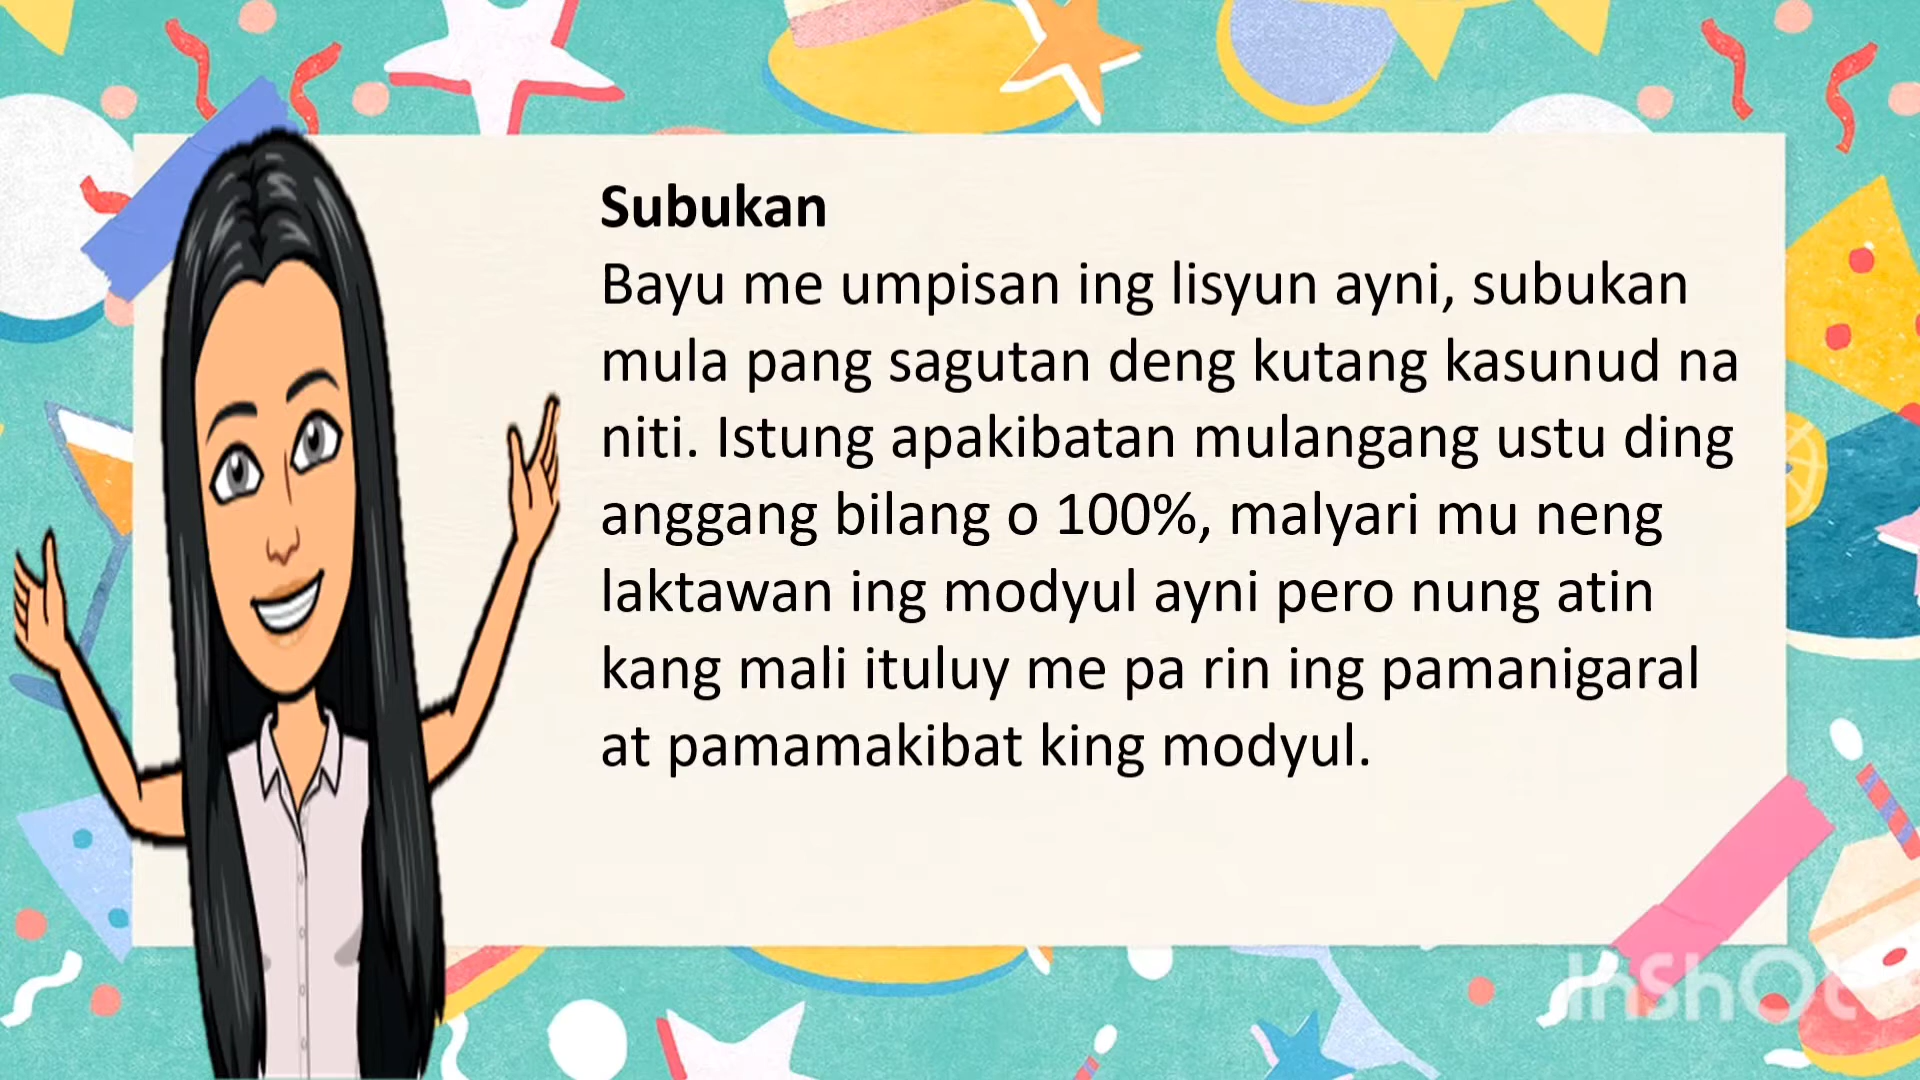 Subukan
Bayu me umpisan ing lisyun ayni, subukan
mula pang sagutan deng kutang kasunud na
niti. Istung apakibatan mulangang ustu ding
anggang bilang o 100%, malyari mu neng
laktawan ing modyul ayni pero nung atin
kang mali ituluy me pa rin ing pamanigaral
at pamamakibat king modyul.
InShOt